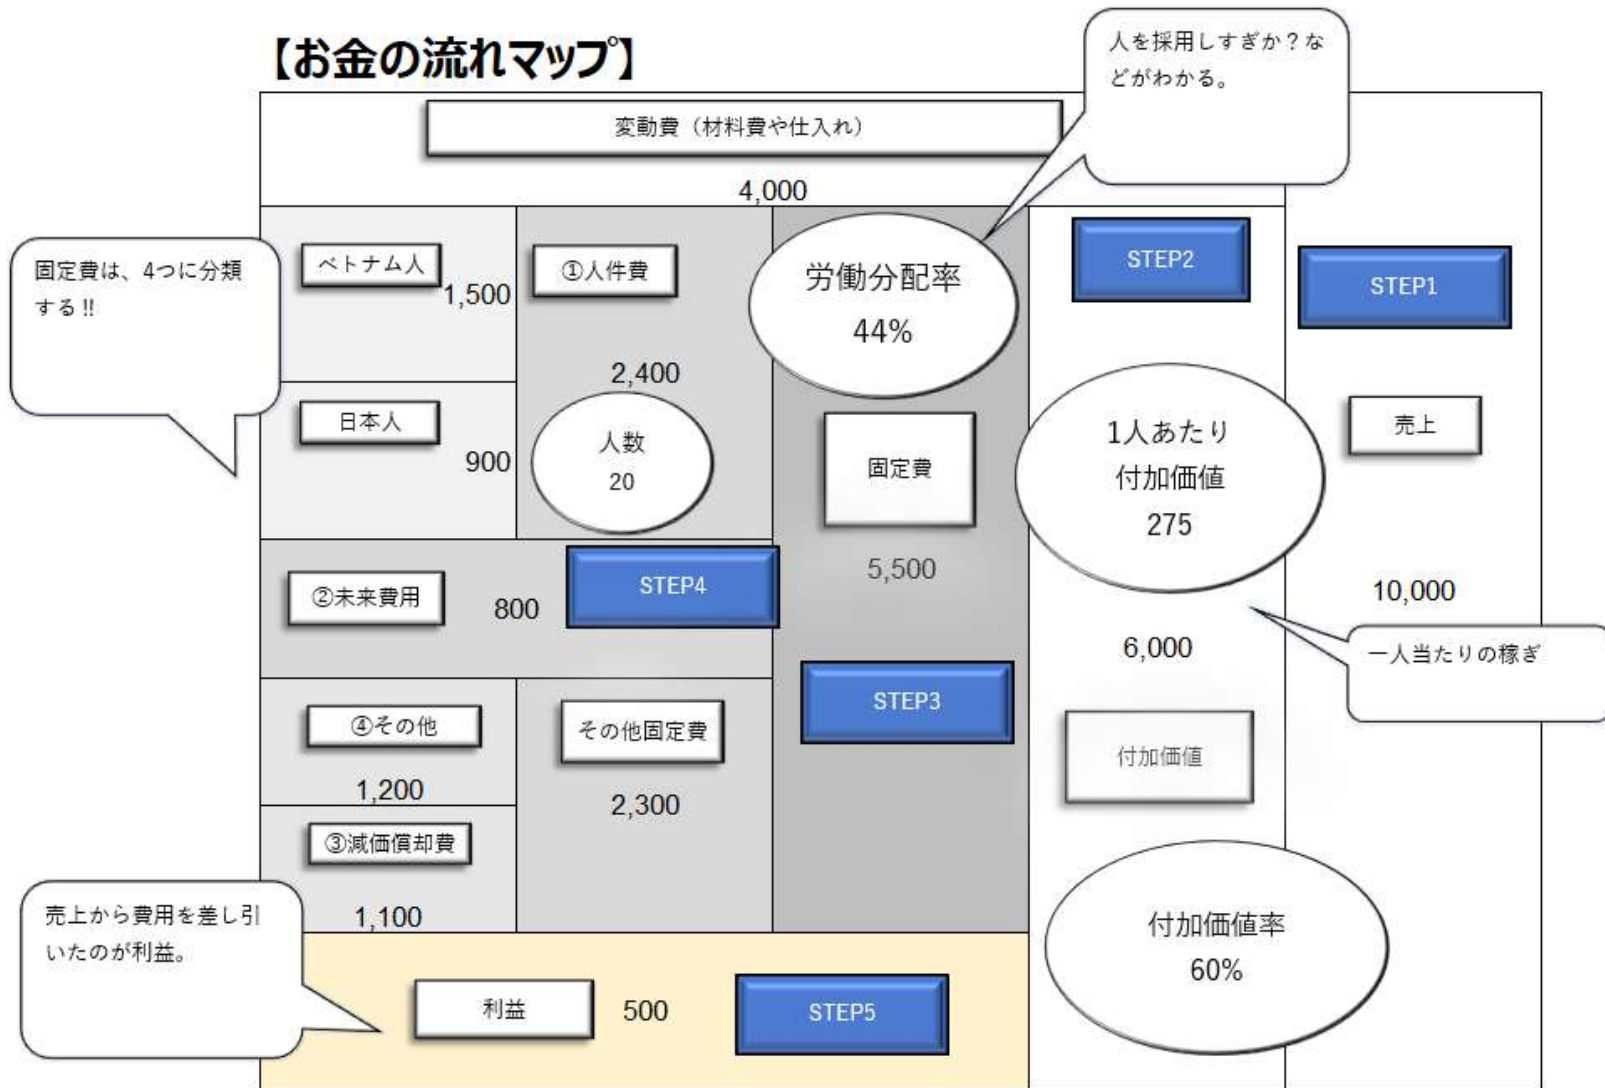 【お金の流れマップ】
人を採用しすぎか？な
どがわかる。
変動費（材料費や仕入れ）
4,000
固定費は、4つに分類
する!!
ベトナム人
1,500
①人件費
2,400
労働分配率
44%
STEP2
STEP1
日本人
900
人数
20
固定費
5,500
1人あたり
付加価値
275
売上
10,000
②未来費用
800
STEP4
6,000
一人当たりの稼ぎ
④その他
1,200
その他固定費
2,300
STEP3
付加価値
③減価償却費
1,100
売上から費用を差し引
いたのが利益。
付加価値率
60%
利益
500
STEP5